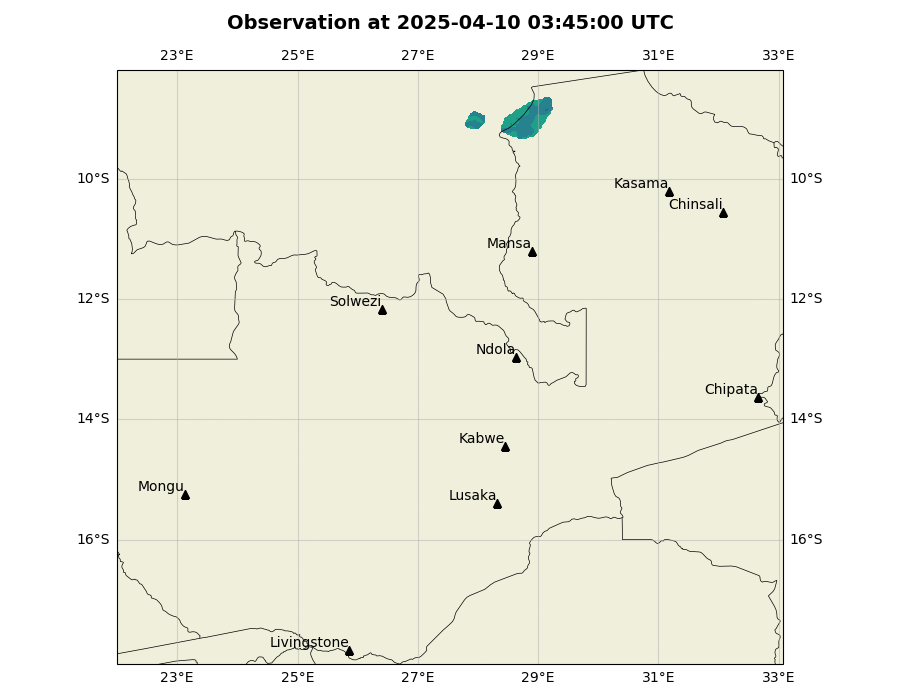 Observation at 2025-04-10 03:45:00 UTC
23°E 25°E 27°E 29°E 31°E 33°E
10°S 10°S
Kasama
Chinsali
Mansa
12°S 12°S
Solwezi
Ndola
Chipata
14°S 14°S
Kabwe
Mongu
Lusaka
16°S 16°S
Livingstone
23°E 25°E 27°E 29°E 31°E 33°E